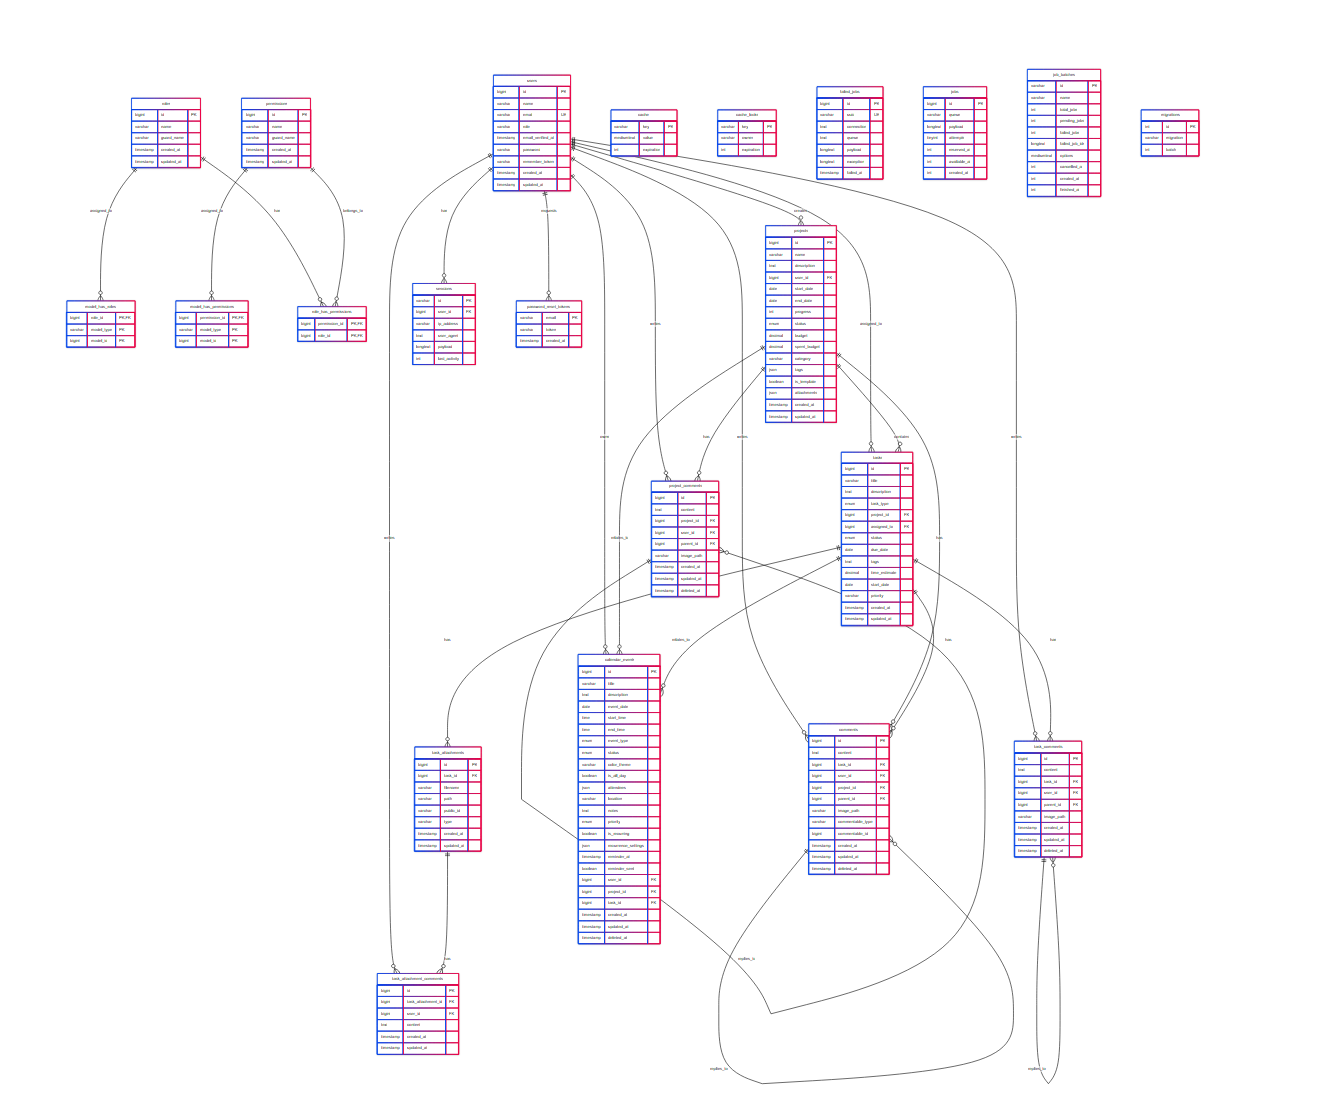 roles
bigint id PK
varchar name
varchar guard_name
timestamp created_at
timestamp updated_at
permissions
bigint id PK
varchar name
varchar guard_name
timestamp created_at
timestamp updated_at
users
bigint id PK
varchar name
varchar email UK
varchar role
timestamp email_verified_at
varchar password
varchar remember_token
timestamp created_at
timestamp updated_at
cache
varchar key PK
mediumtext value
int expiration
cache_locks
varchar key PK
varchar owner
int expiration
failed_jobs
bigint id PK
varchar uuid UK
text connection
text queue
longtext payload
longtext exception
timestamp failed_at
jobs
bigint id PK
varchar queue
longtext payload
tinyint attempts
int reserved_a
int available_at
int created_at
job_batches
varchar id PK
varchar name
int total_jobs
int pending_jobs
int failed_jobs
longtext failed_job_ids
mediumtext options
int cancelled_a
int created_at
int finished_a
migrations
int id PK
varchar migration
int batch
assigned_to
assigned_to
has
belongs_to
has
requests
creates
projects
bigint id PK
varchar name
text description
bigint user_id FK
date start_date
date end_date
int progress
enum status
decimal budget
decimal spent_budget
varchar category
json tags
boolean is_template
json attachments
timestamp created_at
timestamp updated_at
model_has_roles
bigint role_id PK,FK
varchar model_type PK
bigint model_id PK
model_has_permissions
bigint permission_id PK,FK
varchar model_type PK
bigint model_id PK
role_has_permissions
bigint permission_id PK,FK
bigint role_id PK,FK
sessions
varchar id PK
bigint user_id FK
varchar ip_address
text user_agent
longtext payload
int last_activity
password_reset_tokens
varchar email PK
varchar token
timestamp created_at
writes
assigned_to
owns
has
writes
contains
writes
tasks
bigint id PK
varchar title
text description
enum task_type
bigint project_id FK
bigint assigned_to FK
enum status
date due_date
text tags
decimal time_estimate
date start_date
varchar priority
timestamp created_at
timestamp updated_at
project_comments
bigint id PK
text content
bigint project_id FK
bigint user_id FK
bigint parent_id FK
varchar image_path
timestamp created_at
timestamp updated_at
timestamp deleted_at
writes
relates_to
has
has
relates_to
has
has
calendar_events
bigint id PK
varchar title
text description
date event_date
time start_time
time end_time
enum event_type
enum status
varchar color_theme
boolean is_all_day
json attendees
varchar location
text notes
enum priority
boolean is_recurring
json recurrence_settings
timestamp reminder_at
boolean reminder_sent
bigint user_id FK
bigint project_id FK
bigint task_id FK
timestamp created_at
timestamp updated_at
timestamp deleted_at
comments
bigint id PK
text content
bigint task_id FK
bigint user_id FK
bigint project_id FK
bigint parent_id FK
varchar image_path
varchar commentable_type
bigint commentable_id
timestamp created_at
timestamp updated_at
timestamp deleted_at
task_comments
bigint id PK
text content
bigint task_id FK
bigint user_id FK
bigint parent_id FK
varchar image_path
timestamp created_at
timestamp updated_at
timestamp deleted_at
task_attachments
bigint id PK
bigint task_id FK
varchar filename
varchar path
varchar public_id
varchar type
timestamp created_at
timestamp updated_at
has
replies_to
task_attachment_comments
bigint id PK
bigint task_attachment_id FK
bigint user_id FK
text content
timestamp created_at
timestamp updated_at
replies_to
replies_to